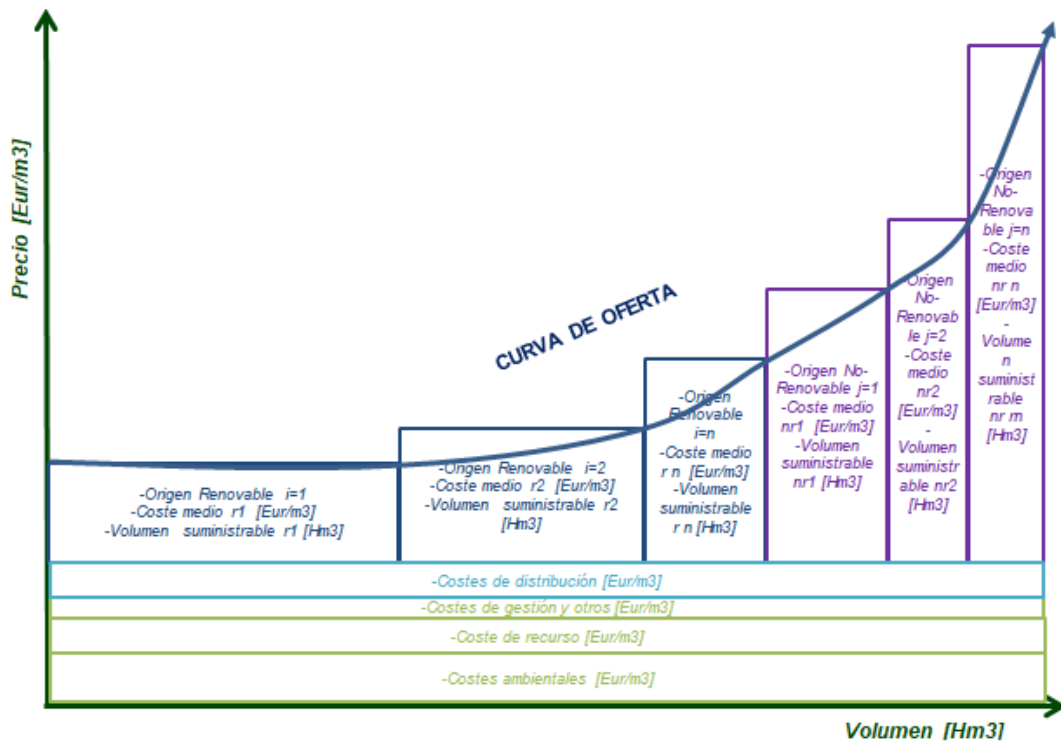 Precio [Eur/m3]
CURVA DE OFERTA
-Origen Renovable i=1
-Coste medio r1 [Eur/m3]
-Volumen suministrable r1 [Hm3]
-Origen Renovable i=2
-Coste medio r2 [Eur/m3]
-Volumen suministrable r2
[Hm3]
-Origen
Renovable
i=n
-Coste medio
r n [Eur/m3]
-Volumen
suministrable
r n [Hm3]
-Origen No-
Renovable j=1
-Coste medio
nr1 [Eur/m3]
-Volumen
suministrable
nr1 [Hm3]
-Origen
No-
Renovab
le j=2
-Coste
medio
nr2
[Eur/m3]
-
Volumen
suministr
able nr2
[Hm3]
-Origen
No-
Renova
ble j=n
-Coste
medio
nr n
[Eur/m3]
-
Volume
n
suminist
rable
nr rn
[Hm3]
-Costes de distribución [Eur/m3]
-Costes de gestión y otros [Eur/m3]
-Coste de recurso [Eur/m3]
-Costes ambientales [Eur/m3]
Volumen [Hm3]